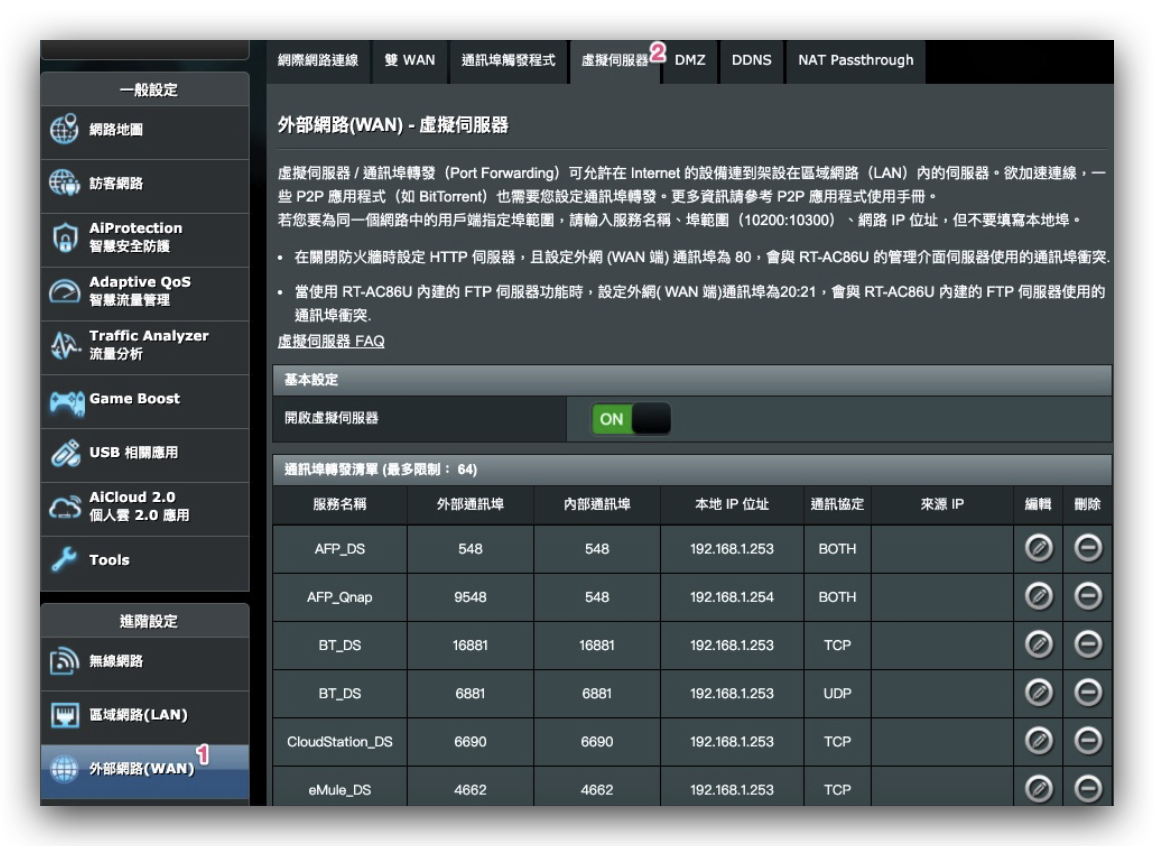 網際網路連線 雙 WAN 通訊埠觸發程式 虛擬伺服器 2 DMZ DDNS NAT Passthrough
一般設定
網路地圖
訪客網路
AiProtection
智慧安全防護
Adaptive QoS
智慧流量管理
Traffic Analyzer
流量分析
Game Boost
USB 相關應用
AiCloud 2.0
個人雲 2.0 應用
Tools
進階設定
無線網路
區域網路(LAN)
外部網路(WAN) 1
外部網路(WAN) - 虛擬伺服器
虛擬伺服器 / 通訊埠轉發（Port Forwarding）可允許在 Internet 的設備連到架設在區域網路（LAN）內的伺服器。欲加速連線，一
些 P2P 應用程式（如 BitTorrent）也需要您設定通訊埠轉發。更多資訊請參考 P2P 應用程式使用手冊。
若您要為同一個網路中的用戶端指定埠範圍，請輸入服務名稱、埠範圍（10200:10300）、網路 IP 位址，但不要填寫本地埠。
• 在關閉防火牆時設定 HTTP 伺服器，且設定外網 (WAN 端) 通訊埠為 80，會與 RT-AC86U 的管理介面伺服器使用的通訊埠衝突.
• 當使用 RT-AC86U 內建的 FTP 伺服器功能時，設定外網( WAN 端)通訊埠為20:21，會與 RT-AC86U 內建的 FTP 伺服器使用的
通訊埠衝突.
虛擬伺服器 FAQ
基本設定
開啟虛擬伺服器 ON
通訊埠轉發清單 (最多限制： 64)
服務名稱 外部通訊埠 內部通訊埠 本地 IP 位址 通訊協定 來源 IP 編輯 刪除
AFP_DS 548 548 192.168.1.253 BOTH
AFP_Qnap 9548 548 192.168.1.254 BOTH
BT_DS 16881 16881 192.168.1.253 TCP
BT_DS 6881 6881 192.168.1.253 UDP
CloudStation_DS 6690 6690 192.168.1.253 TCP
eMule_DS 4662 4662 192.168.1.253 TCP